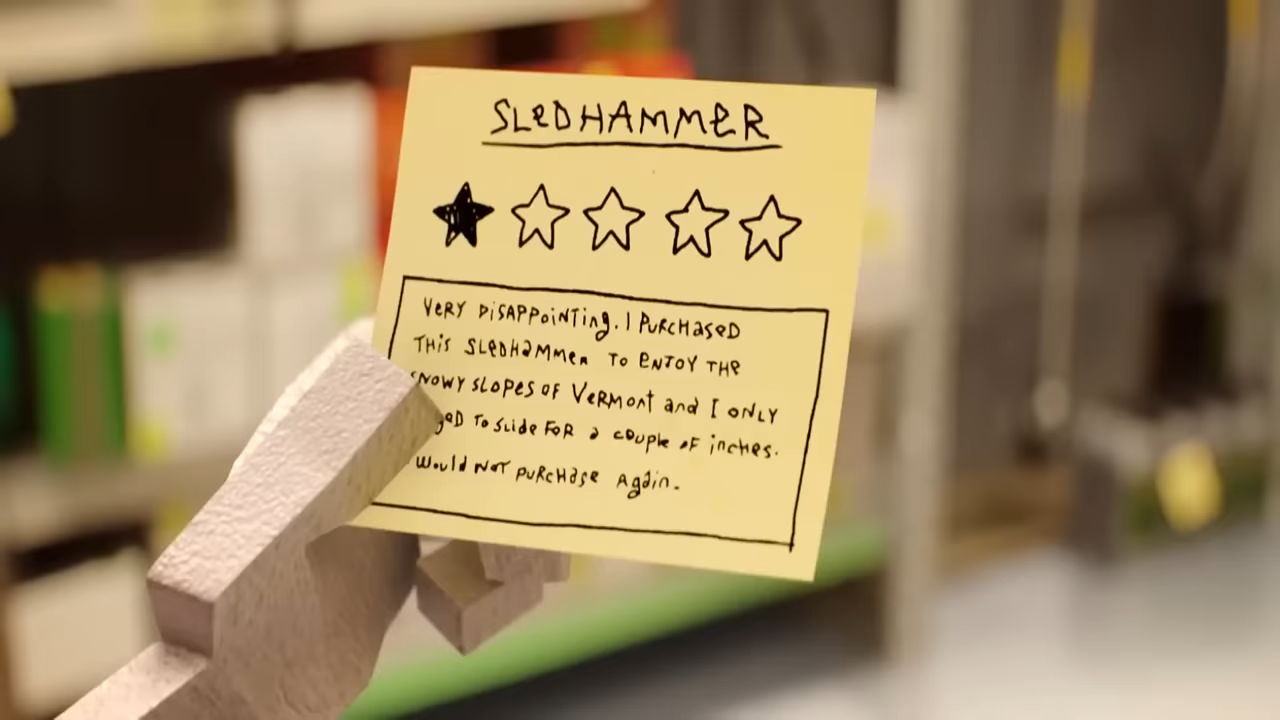 SLEDHAMMER
VERY DISAPPOINTING. I PURCHASED
THIS SLEDHAMMER TO ENJOY THE
SNOWY SLOPES OF VERMONT and I ONLY
TO SLIDE FOR a couple OF inches.
Would NOT PURCHASE Again.